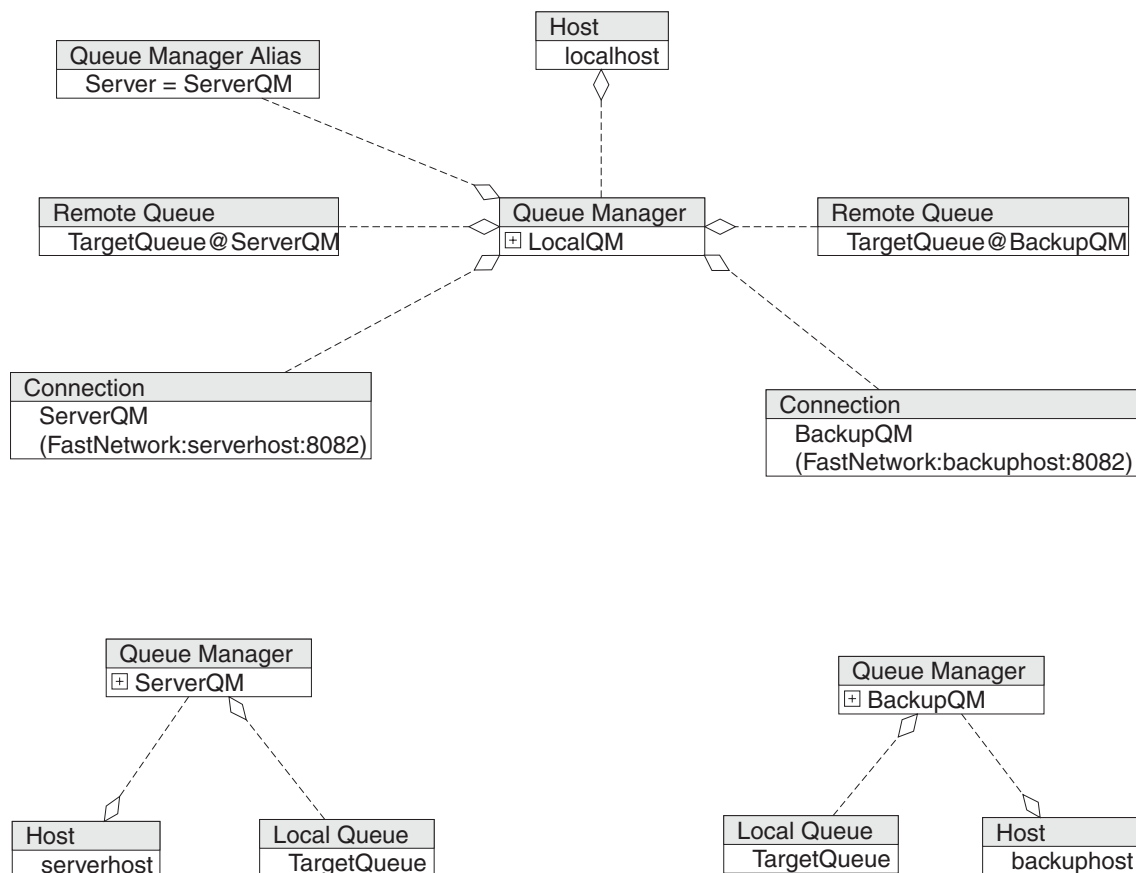 Host
localhost
Queue Manager Alias
Server = ServerQM
Remote Queue
TargetQueue@ServerQM
Queue Manager
LocalQM
Remote Queue
TargetQueue@BackupQM
Connection
ServerQM
(FastNetwork:serverhost:8082)
Connection
BackupQM
(FastNetwork:backuphost:8082)
Queue Manager
ServerQM
Queue Manager
BackupQM
Host
serverhost
Local Queue
TargetQueue
Local Queue
TargetQueue
Host
backuphost